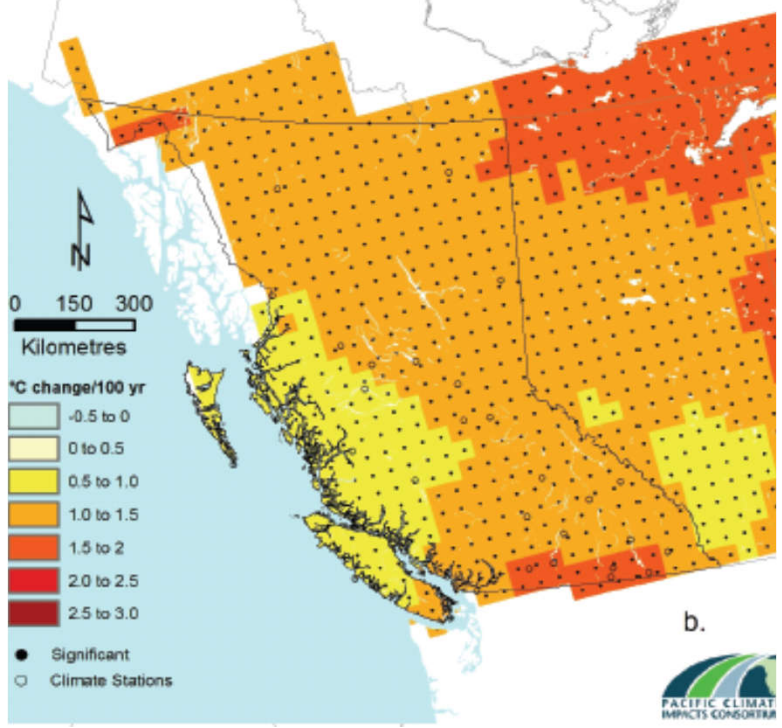 N
0 150 300
Kilometres
°C change/100 yr
-0.5 to 0
0 to 0.5
0.5 to 1.0
1.0 to 1.5
1.5 to 2
2.0 to 2.5
2.5 to 3.0
Significant
Climate Stations
b.
PACIFIC CLIMAT
IMPACTS CONSORTIU